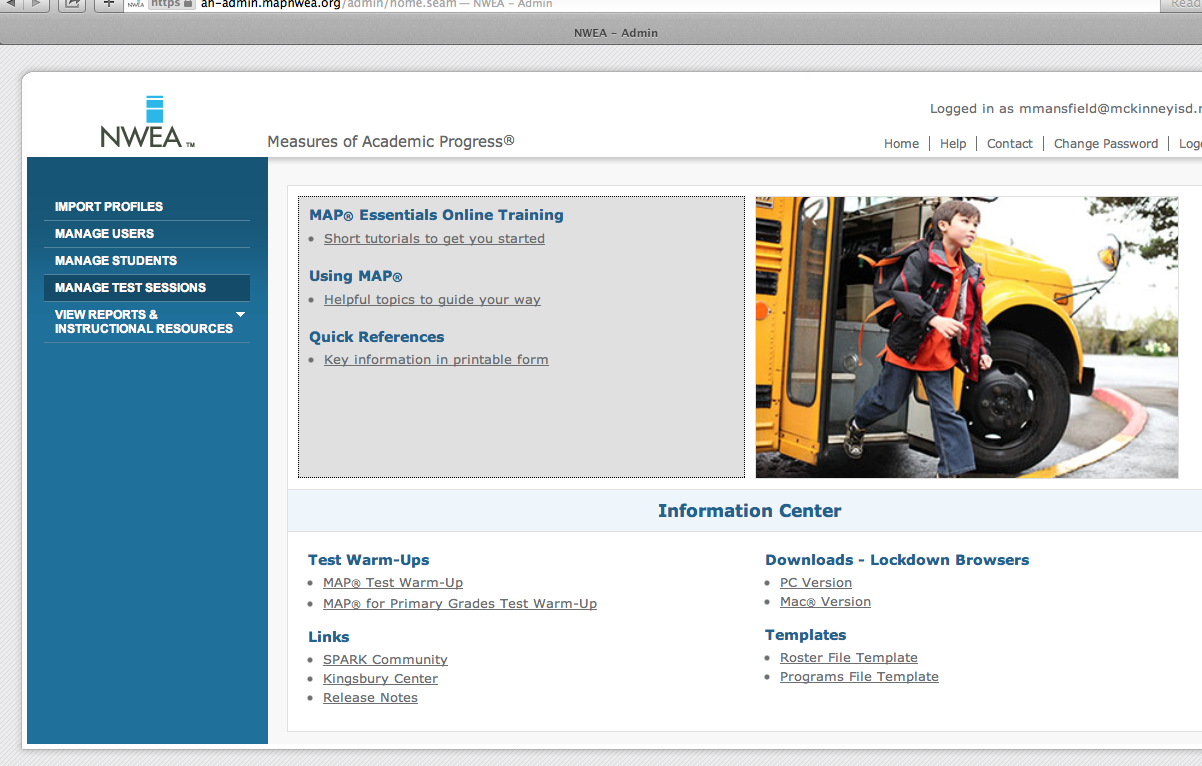 https ah-admin.mapnwea.org/admin/home.seam — NWEA – Admin
Read
NWEA – Admin
NWEA™
Measures of Academic Progress®
Logged in as mmansfield@mckinneyisd.
Home | Help | Contact | Change Password | Log
IMPORT PROFILES
MANAGE USERS
MANAGE STUDENTS
MANAGE TEST SESSIONS
VIEW REPORTS &
INSTRUCTIONAL RESOURCES
MAP® Essentials Online Training
• Short tutorials to get you started
Using MAP®
• Helpful topics to guide your way
Quick References
• Key information in printable form
Information Center
Test Warm-Ups
• MAP® Test Warm-Up
• MAP® for Primary Grades Test Warm-Up
Links
• SPARK Community
• Kingsbury Center
• Release Notes
Downloads - Lockdown Browsers
• PC Version
• Mac® Version
Templates
• Roster File Template
• Programs File Template